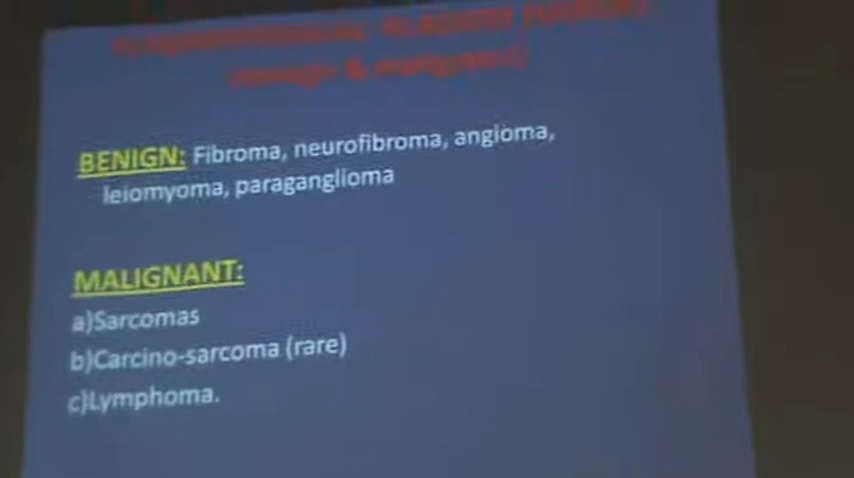 BENIGN: Fibroma, neurofibroma, angioma,
leiomyoma, paraganglioma
MALIGNANT:
a)Sarcomas
b)Carcino-sarcoma (rare)
c)Lymphoma.